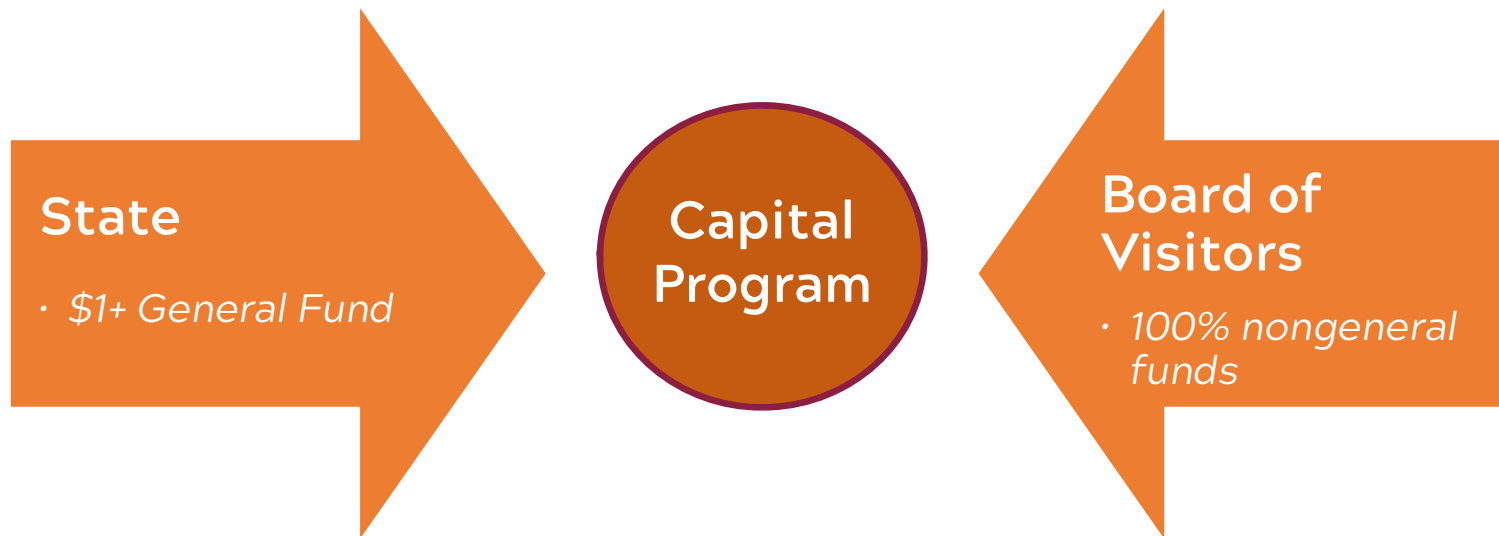 State
• $1+ General Fund
Capital
Program
Board of
Visitors
• 100% nongeneral
funds